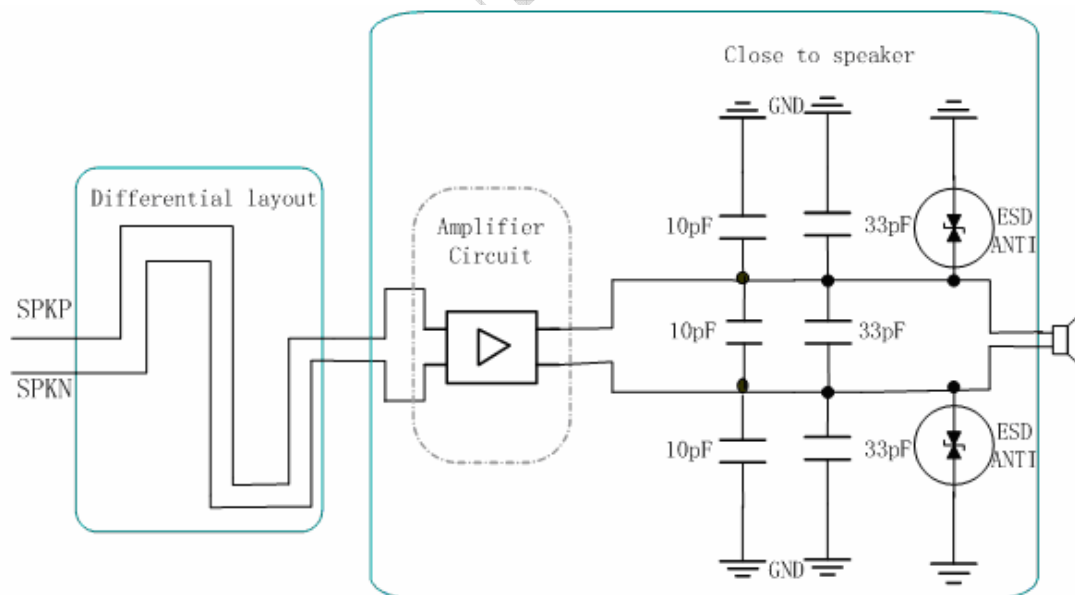 Close to speaker
GND
Differential layout
10pF
33pF
ESD
ANTI
Amplifier
Circuit
SPKP
10pF
33pF
SPKN
10pF
33pF
ESD
ANTI
GND